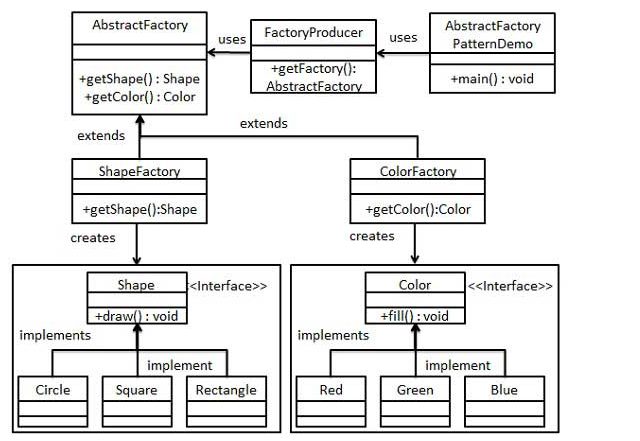 AbstractFactory
+getShape() : Shape
+getColor() : Color
uses
FactoryProducer
+getFactory():
AbstractFactory
uses
AbstractFactory
PatternDemo
+main() : void
extends
extends
ShapeFactory
+getShape():Shape
ColorFactory
+getColor():Color
creates
creates
Shape
<<Interface>>
+draw() : void
implements
implement
Circle
Square
Rectangle
Color
<<Interface>>
+fill() : void
implements
implement
Red
Green
Blue